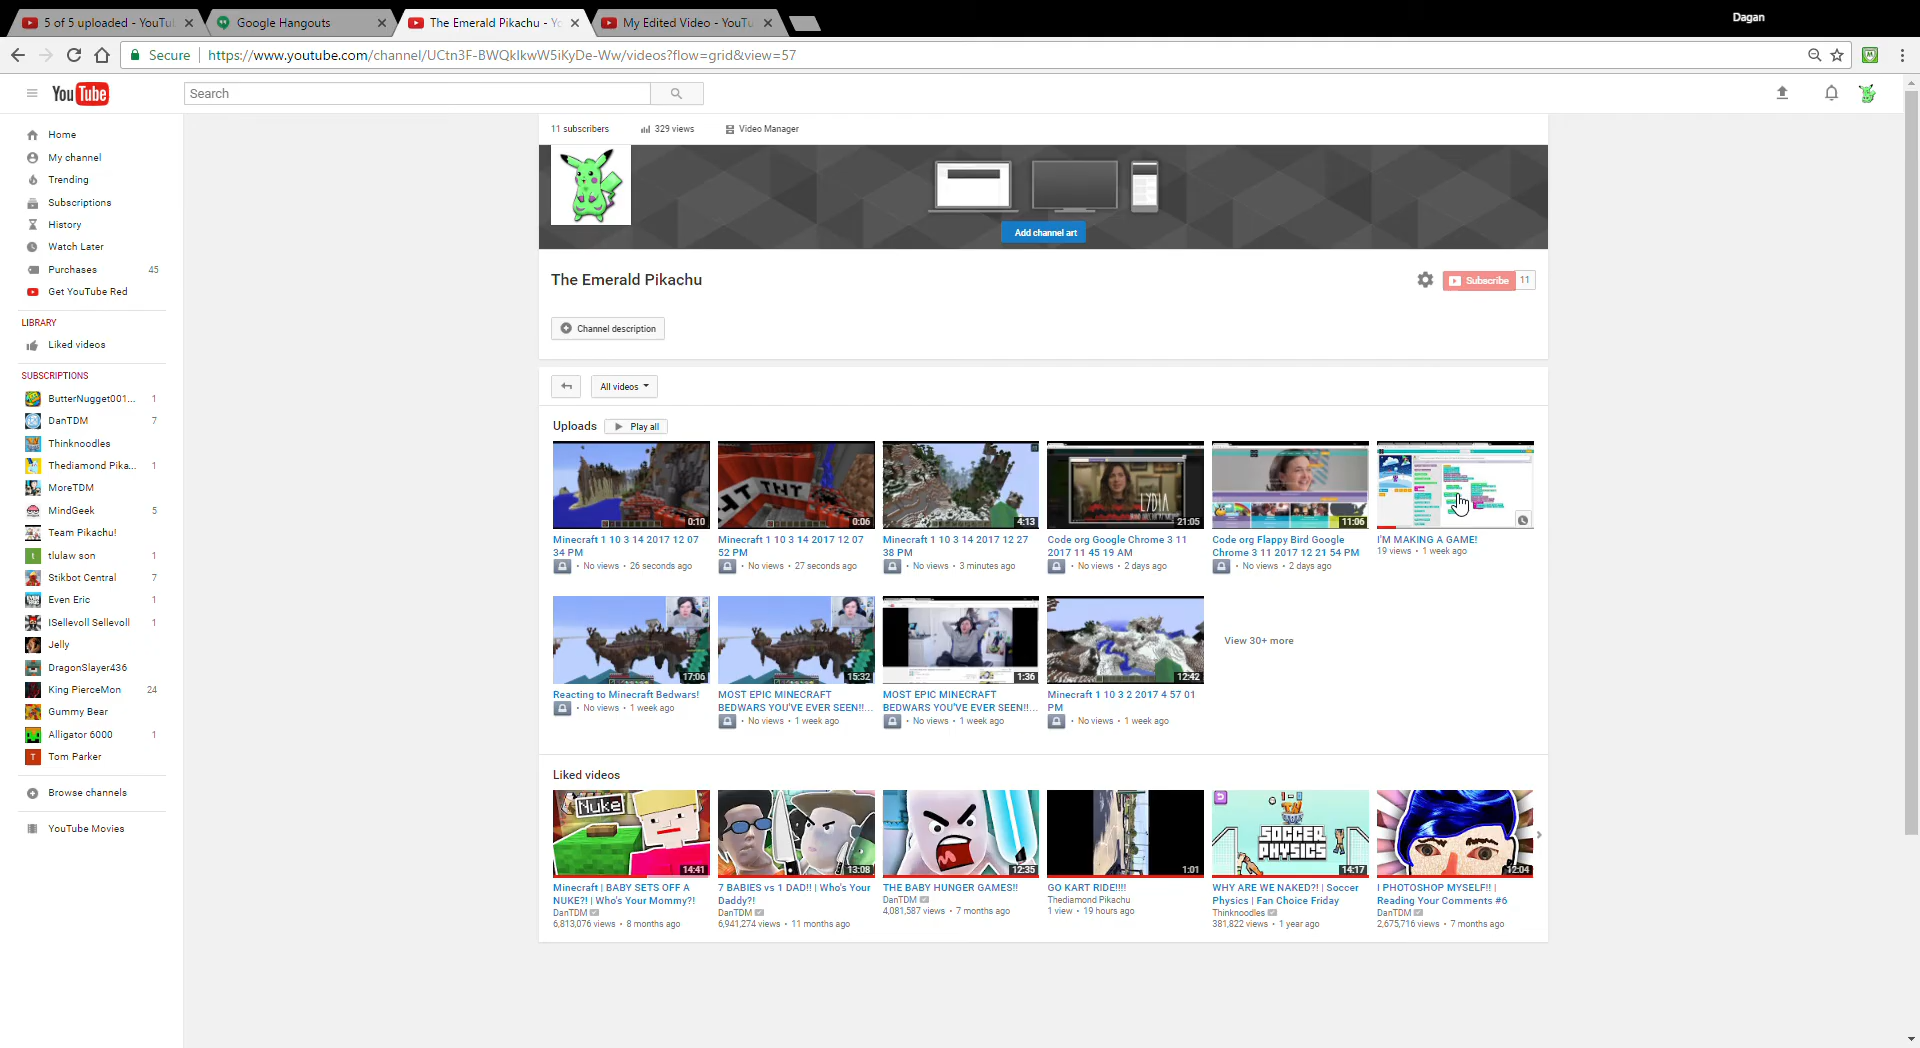 5 of 5 uploaded - YouTu
Google Hangouts
The Emerald Pikachu - Yo
My Edited Video - YouTu
Dagan
Secure
https://www.youtube.com/channel/UCtn3F-BWQkIkwW5iKyDe-Ww/videos?flow=grid&view=57
YouTube
Search
Home
My channel
Trending
Subscriptions
History
Watch Later
Purchases 45
Get YouTube Red
LIBRARY
Liked videos
SUBSCRIPTIONS
ButterNugget001... 1
DanTDM 7
Thinknoodles
Thediamond Pika... 1
MoreTDM
MindGeek 5
Team Pikachu!
tlulaw son 1
Stikbot Central 7
Even Eric 1
ISellevoll Sellevoll 1
Jelly
DragonSlayer436
King PierceMon 24
Gummy Bear
Alligator 6000 1
Tom Parker
Browse channels
YouTube Movies
11 subscribers
329 views
Video Manager
Add channel art
The Emerald Pikachu
Subscribe 11
Channel description
All videos
Uploads
Play all
0:10
Minecraft 1 10 3 14 2017 12 07
34 PM
No views • 26 seconds ago
TNT
0:06
Minecraft 1 10 3 14 2017 12 07
52 PM
No views • 27 seconds ago
4:13
Minecraft 1 10 3 14 2017 12 27
38 PM
No views • 3 minutes ago
LYDIA
21:05
Code org Google Chrome 3 11
2017 11 45 19 AM
No views • 2 days ago
11:06
Code org Flappy Bird Google
Chrome 3 11 2017 12 21 54 PM
No views • 2 days ago
I'M MAKING A GAME!
19 views • 1 week ago
17:06
Reacting to Minecraft Bedwars!
No views • 1 week ago
15:32
MOST EPIC MINECRAFT
BEDWARS YOU'VE EVER SEEN!!...
No views • 1 week ago
1:36
MOST EPIC MINECRAFT
BEDWARS YOU'VE EVER SEEN!!...
No views • 1 week ago
12:42
Minecraft 1 10 3 2 2017 4 57 01
PM
No views • 1 week ago
View 30+ more
Liked videos
Nuke
14:41
Minecraft | BABY SETS OFF A
NUKE?! | Who's Your Mommy?!
DanTDM
6,813,076 views • 8 months ago
13:08
7 BABIES vs 1 DAD!! | Who's Your
Daddy?!
DanTDM
6,941,274 views • 11 months ago
12:35
THE BABY HUNGER GAMES!!
DanTDM
4,081,587 views • 7 months ago
1:01
GO KART RIDE!!!!
Thediamond Pikachu
1 view • 19 hours ago
SOCCER
PHYSICS
14:17
WHY ARE WE NAKED?! | Soccer
Physics | Fan Choice Friday
Thinknoodles
381,822 views • 1 year ago
12:04
I PHOTOSHOP MYSELF!! |
Reading Your Comments #6
DanTDM
2,675,716 views • 7 months ago